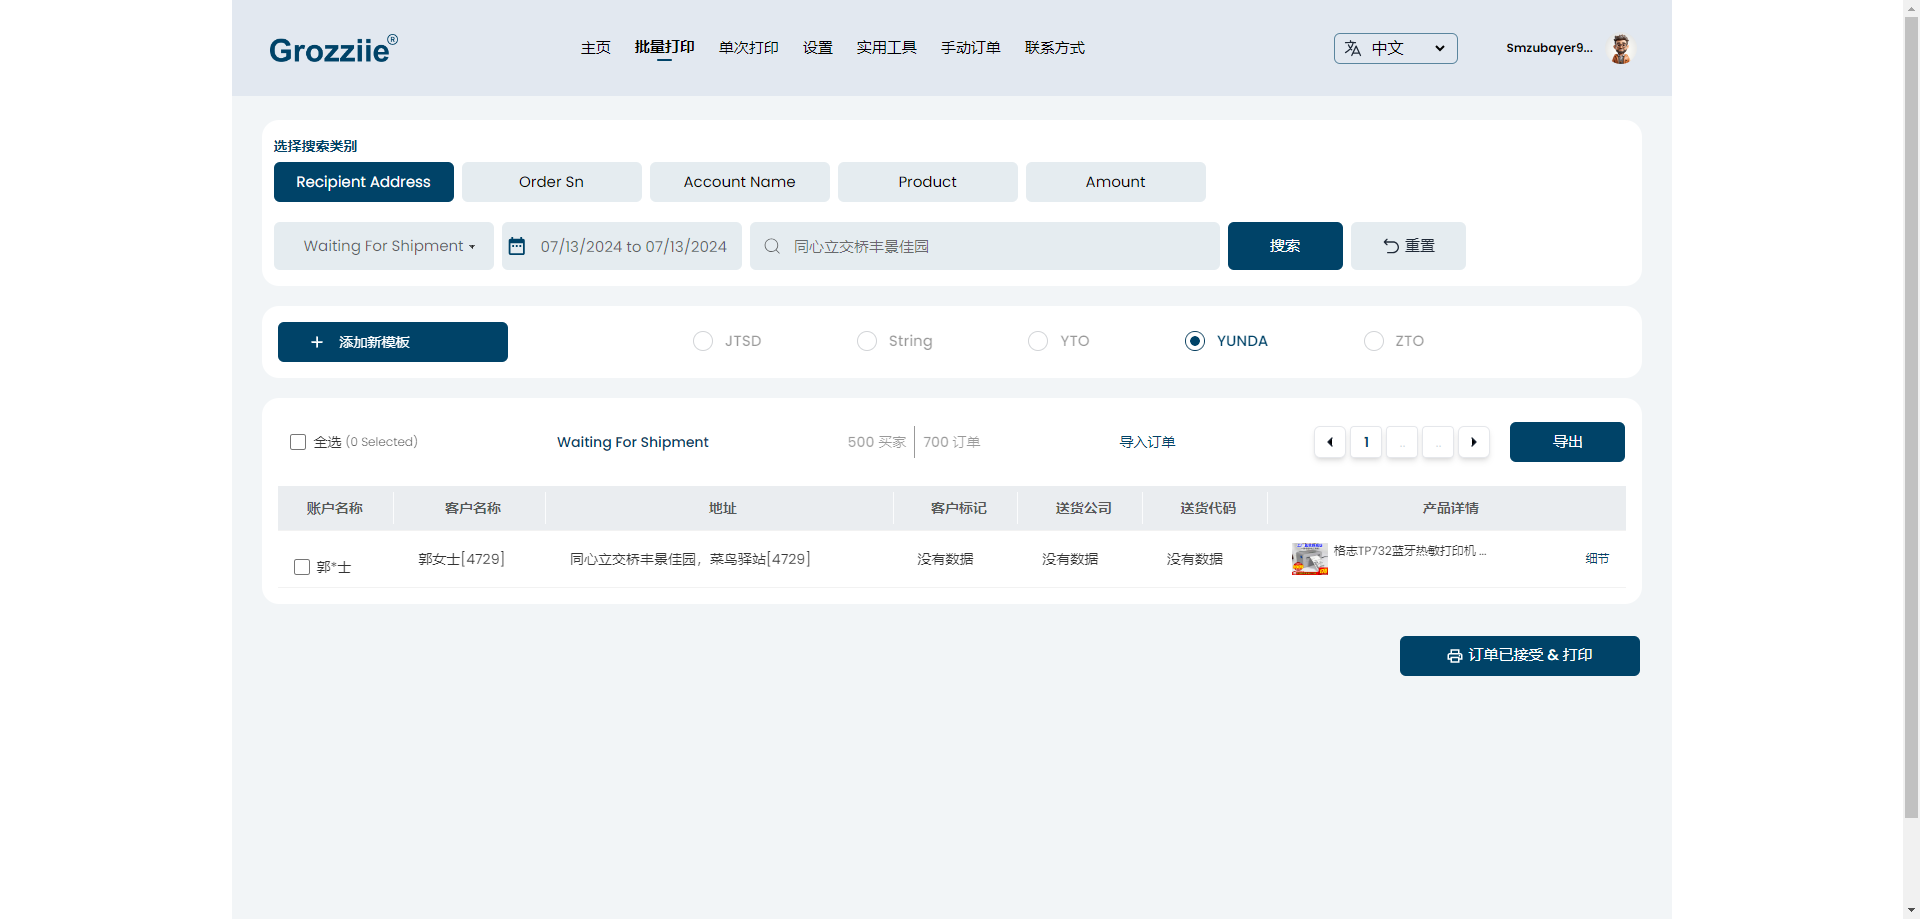 Grozziie®
主页 批量打印 单次打印 设置 实用工具 手动订单 联系方式
中文
Smzubayer9...
选择搜索类别
Recipient Address Order Sn Account Name Product Amount
Waiting For Shipment 07/13/2024 to 07/13/2024 同心立交桥丰景佳园 搜索 重置
+ 添加新模板 JTSD String YTO YUNDA ZTO
全选 (0 Selected) Waiting For Shipment 500 买家 700 订单 导入订单 1 .. .. 导出
账户名称 客户名称 地址 客户标记 送货公司 送货代码 产品详情
郭*士 郭女士[4729] 同心立交桥丰景佳园，菜鸟驿站[4729] 没有数据 没有数据 没有数据 格志TP732蓝牙热敏打印机 ... 细节
订单已接受 & 打印